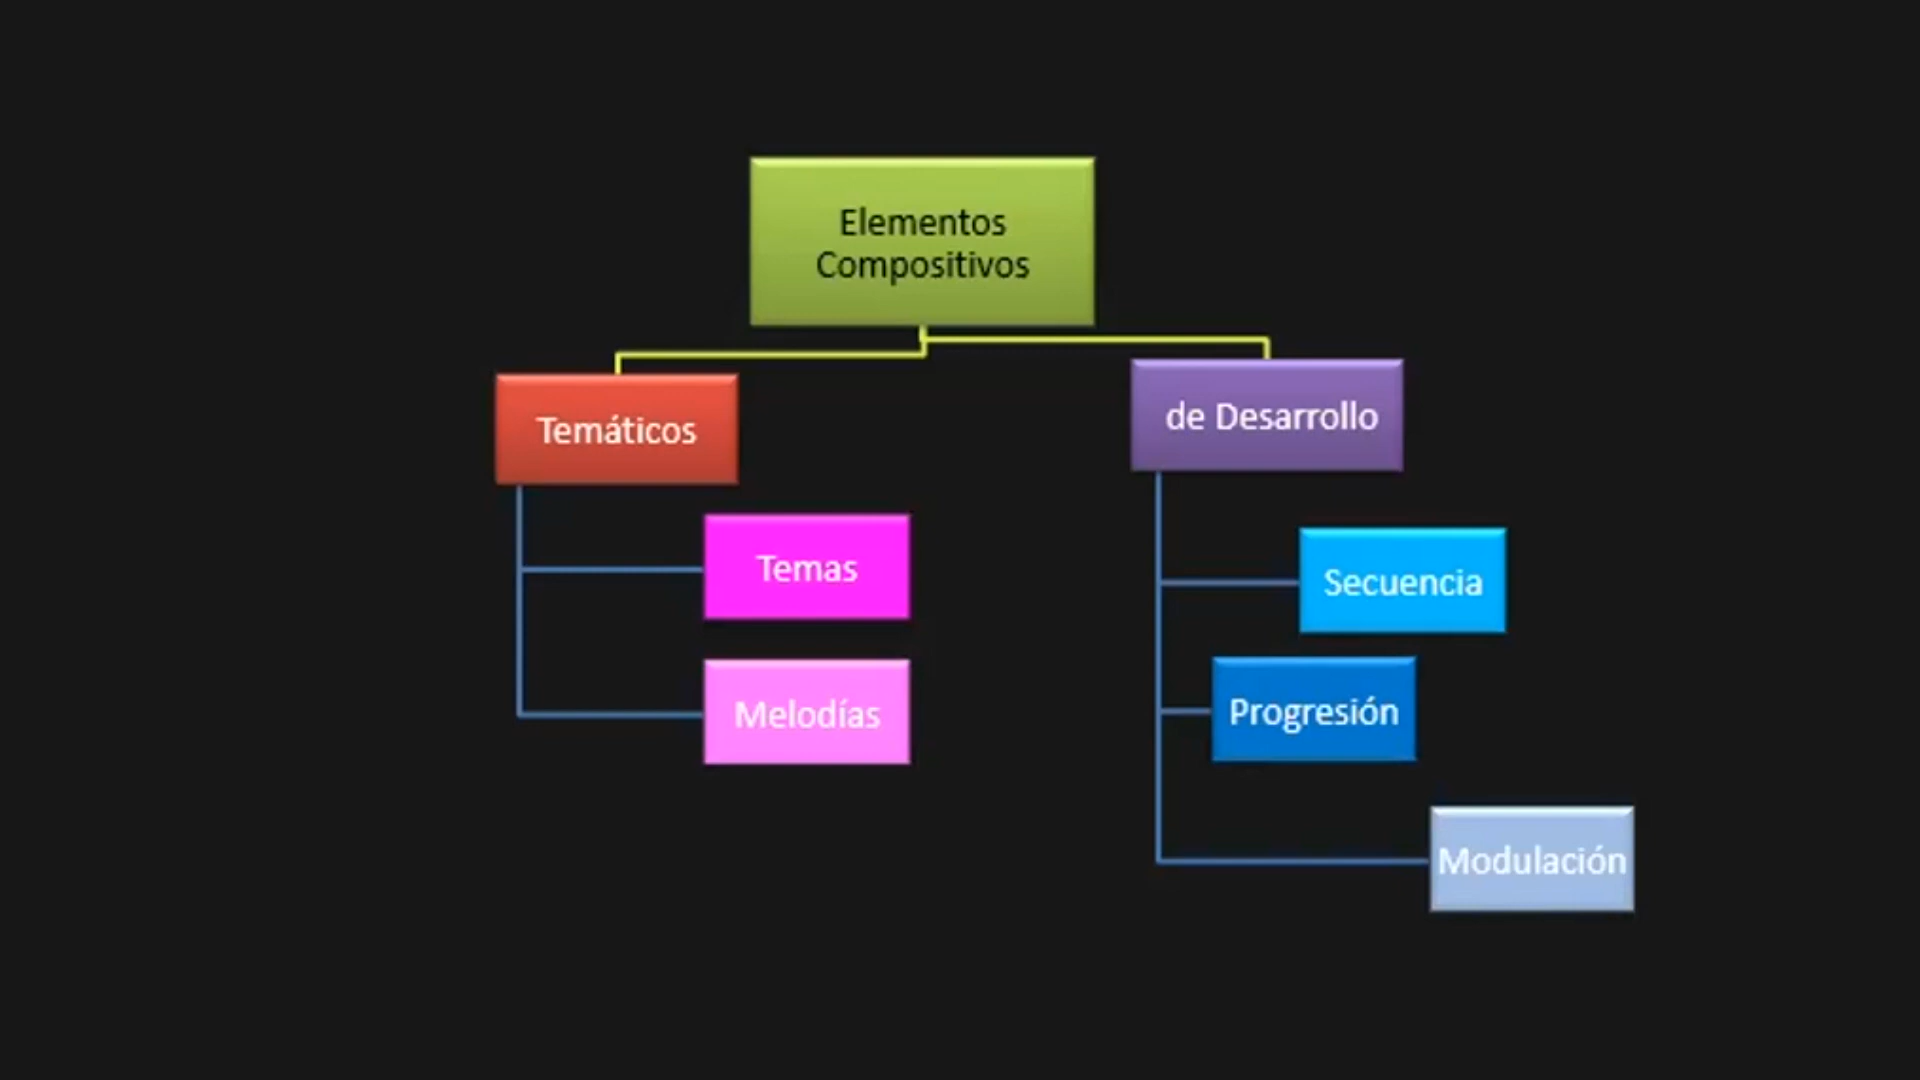 Elementos
Compositivos
Temáticos
de Desarrollo
Temas
Secuencia
Melodías
Progresión
Modulación